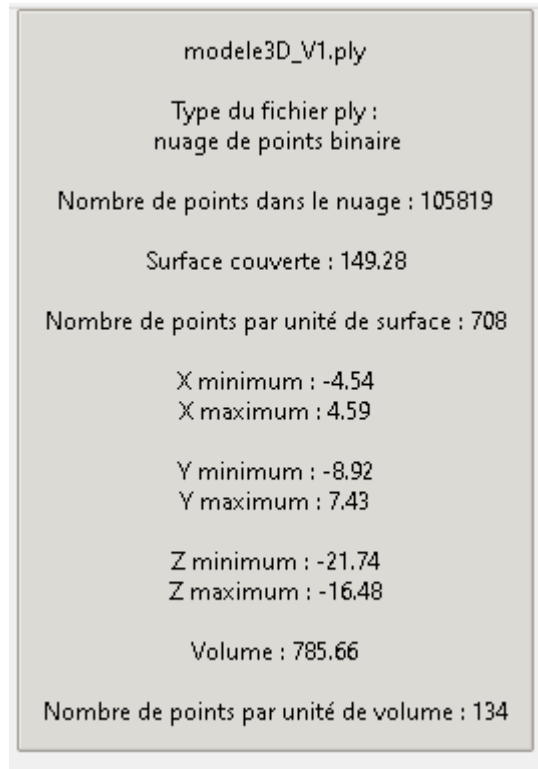 modele3D_V1.ply
Type du fichier ply :
nuage de points binaire
Nombre de points dans le nuage : 105819
Surface couverte : 149.28
Nombre de points par unité de surface : 708
X minimum : -4.54
X maximum : 4.59
Y minimum : -8.92
Y maximum : 7.43
Z minimum : -21.74
Z maximum : -16.48
Volume : 785.66
Nombre de points par unité de volume : 134